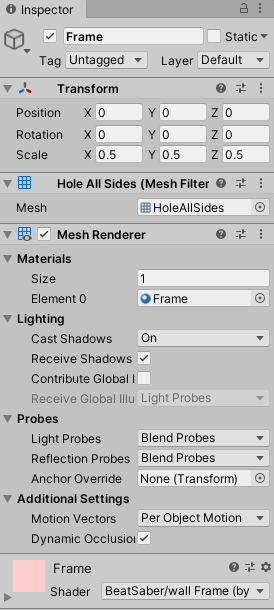 Inspector
Frame
Static
Tag Untagged Layer Default
Transform
Position X 0 Y 0 Z 0
Rotation X 0 Y 0 Z 0
Scale X 0.5 Y 0.5 Z 0.5
Hole All Sides (Mesh Filter
Mesh HoleAllSides
Mesh Renderer
Materials
Size 1
Element 0 Frame
Lighting
Cast Shadows On
Receive Shadows
Contribute Global I
Receive Global Illu Light Probes
Probes
Light Probes Blend Probes
Reflection Probes Blend Probes
Anchor Override None (Transform)
Additional Settings
Motion Vectors Per Object Motion
Dynamic Occlusion
Frame
Shader BeatSaber/wall Frame (by